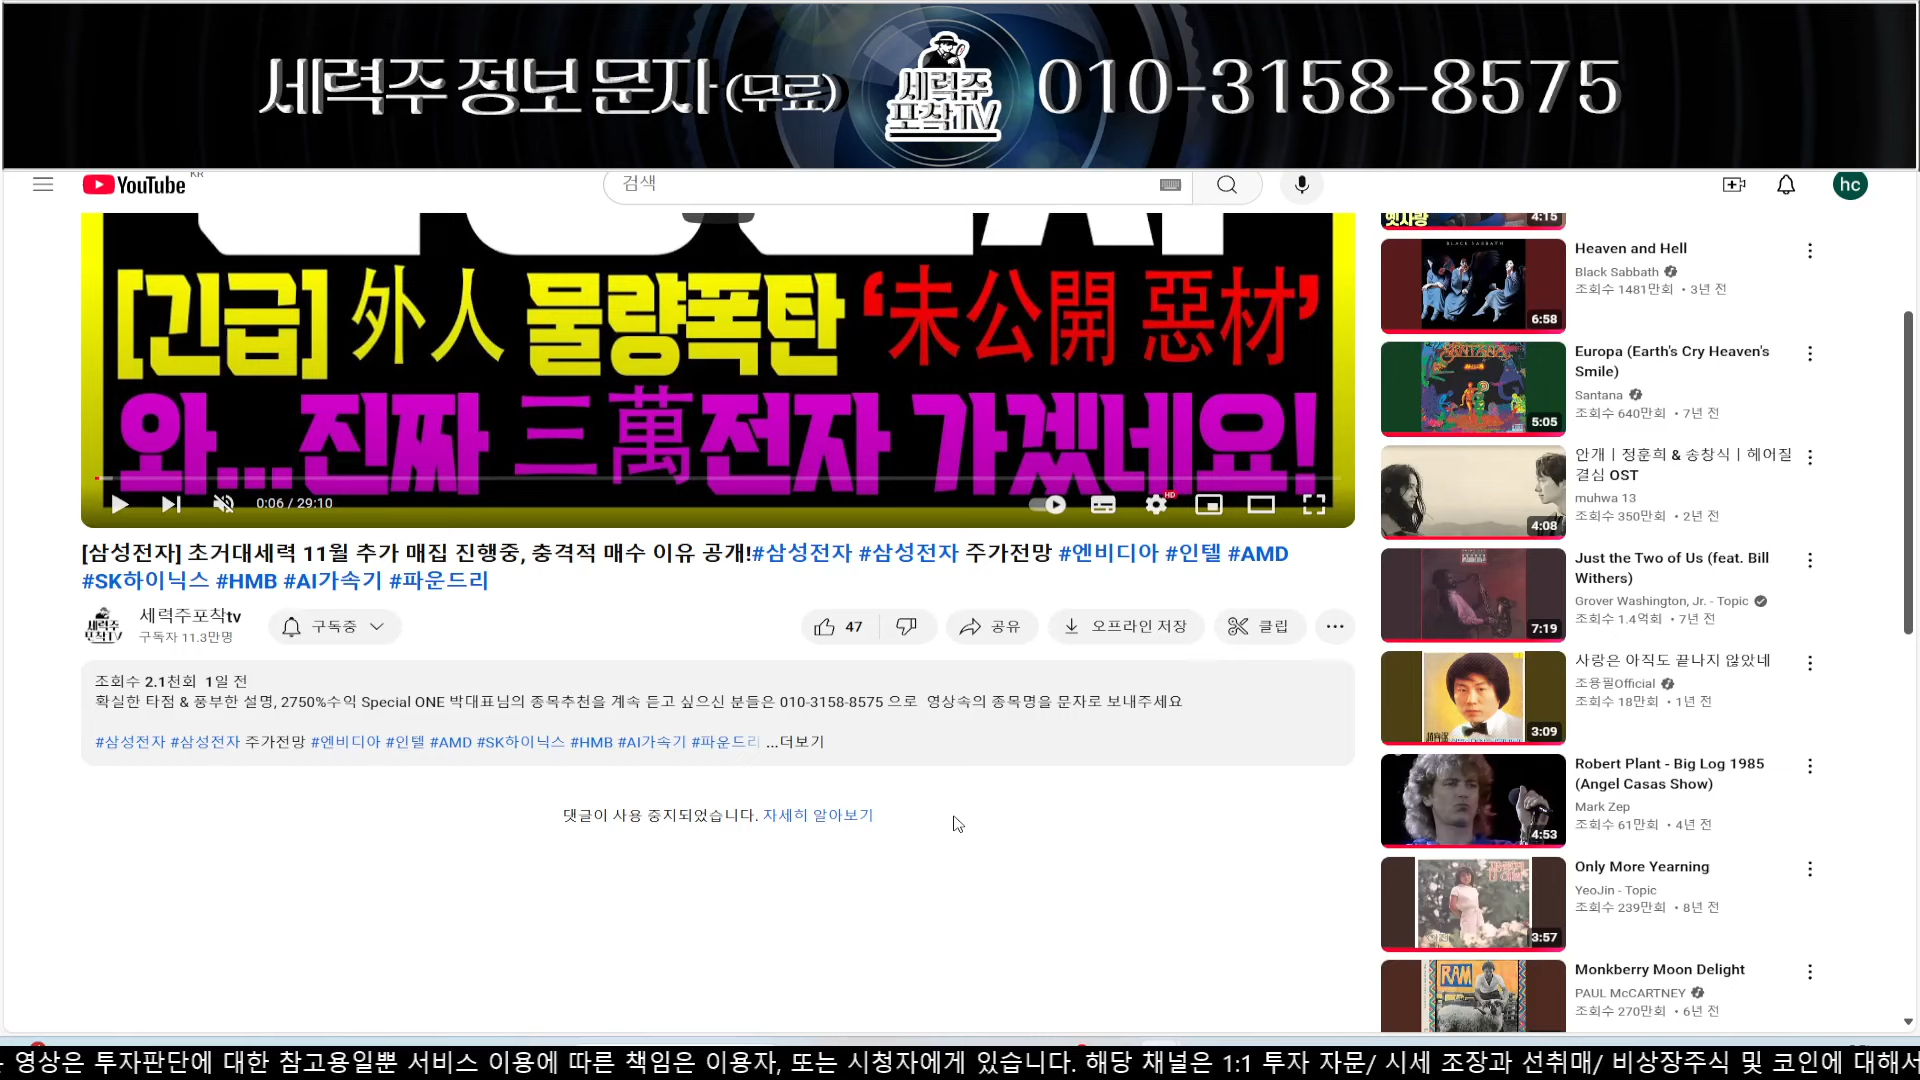 세력주 정보 문자 (무료)
세력주
포착TV
010-3158-8575
YouTube KR
검색
hc
[긴급] 外人 물량폭탄 ‘未公開 惡材’
와...진짜 三萬전자 가겠네요!
0:06 / 29:10
HD
[삼성전자] 초거대세력 11월 추가 매집 진행중, 충격적 매수 이유 공개!#삼성전자 #삼성전자 주가전망 #엔비디아 #인텔 #AMD
#SK하이닉스 #HMB #AI가속기 #파운드리
세력주
포착TV
세력주포착tv
구독자 11.3만명
구독중
47
공유
오프라인 저장
클립
조회수 2.1천회 1일 전
확실한 타점 & 풍부한 설명, 2750%수익 Special ONE 박대표님의 종목추천을 계속 듣고 싶으신 분들은 010-3158-8575 으로 영상속의 종목명을 문자로 보내주세요
#삼성전자 #삼성전자 주가전망 #엔비디아 #인텔 #AMD #SK하이닉스 #HMB #AI가속기 #파운드리 ...더보기
댓글이 사용 중지되었습니다. 자세히 알아보기
옛사랑
4:15
BLACK SABBATH
6:58
Heaven and Hell
Black Sabbath
조회수 1481만회 • 3년 전
SANTANA
5:05
Europa (Earth's Cry Heaven's
Smile)
Santana
조회수 640만회 • 7년 전
4:08
안개ㅣ정훈희 & 송창식ㅣ헤어질
결심 OST
muhwa 13
조회수 350만회 • 2년 전
7:19
Just the Two of Us (feat. Bill
Withers)
Grover Washington, Jr. - Topic
조회수 1.4억회 • 7년 전
3:09
사랑은 아직도 끝나지 않았네
조용필Official
조회수 18만회 • 1년 전
4:53
Robert Plant - Big Log 1985
(Angel Casas Show)
Mark Zep
조회수 61만회 • 4년 전
3:57
Only More Yearning
YeoJin - Topic
조회수 239만회 • 8년 전
RAM
Monkberry Moon Delight
PAUL McCARTNEY
조회수 270만회 • 6년 전
영상은 투자판단에 대한 참고용일뿐 서비스 이용에 따른 책임은 이용자, 또는 시청자에게 있습니다. 해당 채널은 1:1 투자 자문/ 시세 조장과 선취매/ 비상장주식 및 코인에 대해서